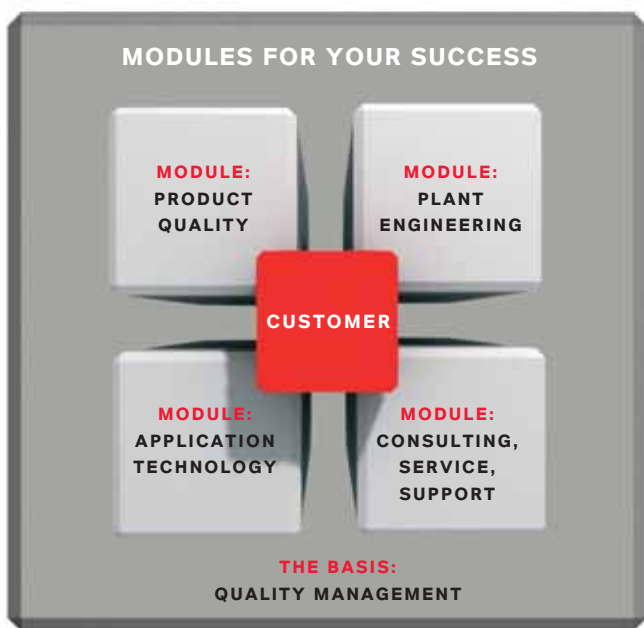 MODULES FOR YOUR SUCCESS
MODULE:
PRODUCT
QUALITY
MODULE:
PLANT
ENGINEERING
CUSTOMER
MODULE:
APPLICATION
TECHNOLOGY
MODULE:
CONSULTING,
SERVICE,
SUPPORT
THE BASIS:
QUALITY MANAGEMENT